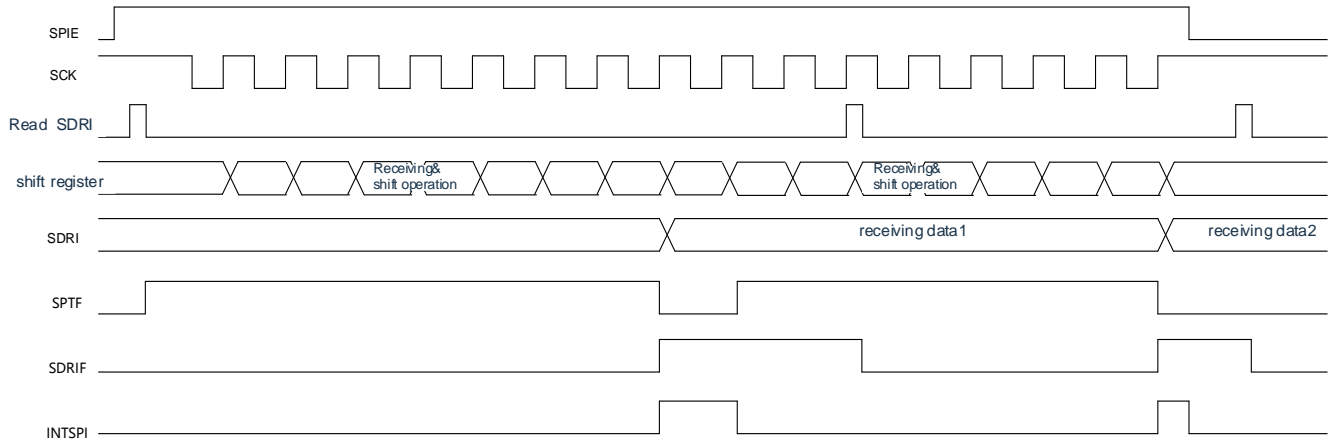 SPIE
SCK
Read SDRI
shift register
Receiving&
shift operation
Receiving&
shift operation
SDRI
receiving data1
receiving data2
SPTF
SDRIF
INTSPI